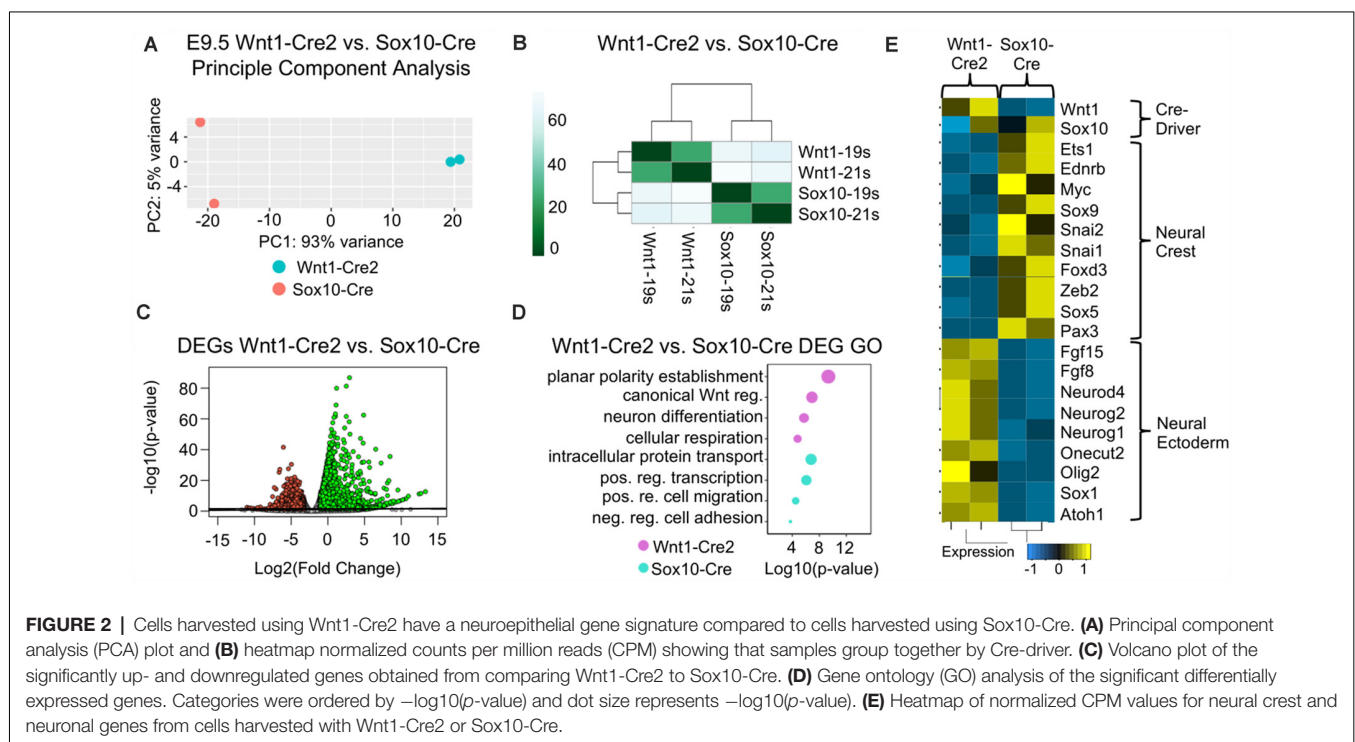 A
E9.5 Wnt1-Cre2 vs. Sox10-Cre
Principle Component Analysis
PC2: 5% variance
4
0
-4
-20
-10
0
10
20
PC1: 93% variance
Wnt1-Cre2
Sox10-Cre
B
Wnt1-Cre2 vs. Sox10-Cre
60
40
20
0
Wnt1-19s
Wnt1-21s
Sox10-19s
Sox10-21s
Wnt1-19s
Wnt1-21s
Sox10-19s
Sox10-21s
C
DEGs Wnt1-Cre2 vs. Sox10-Cre
-log10(p-value)
80
60
40
20
0
-15
-10
-5
0
5
10
15
Log2(Fold Change)
D
Wnt1-Cre2 vs. Sox10-Cre DEG GO
planar polarity establishment
canonical Wnt reg.
neuron differentiation
cellular respiration
intracellular protein transport
pos. reg. transcription
pos. re. cell migration
neg. reg. cell adhesion
4
8
12
Log10(p-value)
Wnt1-Cre2
Sox10-Cre
E
Wnt1-
Cre2
Sox10-
Cre
Wnt1
Sox10
Ets1
Ednrb
Myc
Sox9
Snai2
Snai1
Foxd3
Zeb2
Sox5
Pax3
Fgf15
Fgf8
Neurod4
Neurog2
Neurog1
Onecut2
Olig2
Sox1
Atoh1
Cre-
Driver
Neural
Crest
Neural
Ectoderm
Expression
-1
0
1
FIGURE 2 | Cells harvested using Wnt1-Cre2 have a neuroepithelial gene signature compared to cells harvested using Sox10-Cre. (A) Principal component
analysis (PCA) plot and (B) heatmap normalized counts per million reads (CPM) showing that samples group together by Cre-driver. (C) Volcano plot of the
significantly up- and downregulated genes obtained from comparing Wnt1-Cre2 to Sox10-Cre. (D) Gene ontology (GO) analysis of the significant differentially
expressed genes. Categories were ordered by −log10(p-value) and dot size represents −log10(p-value). (E) Heatmap of normalized CPM values for neural crest and
neuronal genes from cells harvested with Wnt1-Cre2 or Sox10-Cre.